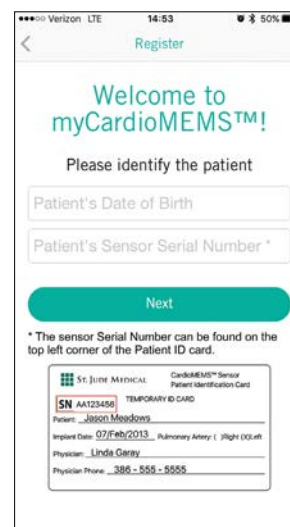 Verizon LTE 14:53 50%
Register
Welcome to
myCardioMEMS™!
Please identify the patient
Patient's Date of Birth
Patient's Sensor Serial Number *
Next
* The sensor Serial Number can be found on the
top left corner of the Patient ID card.
ST. JUDE MEDICAL CardioMEMS™ Sensor
Patient Identification Card
SN AA123456 TEMPORARY ID CARD
Patient: Jason Meadows
Implant Date: 07/Feb/2013 Pulmonary Artery: ( )Right (X)Left
Physician: Linda Garay
Physician Phone: 386 - 555 - 5555